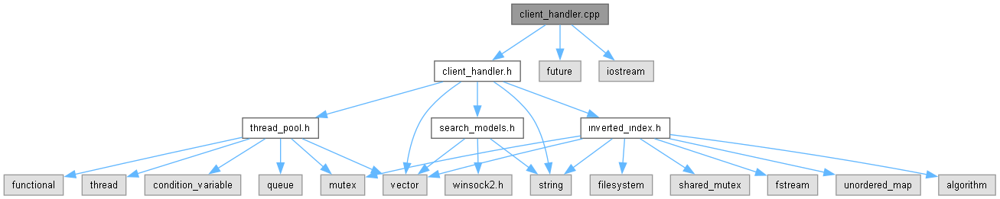 client_handler.cpp
client_handler.h
future
iostream
thread_pool.h
search_models.h
inverted_index.h
functional
thread
condition_variable
queue
mutex
vector
winsock2.h
string
filesystem
shared_mutex
fstream
unordered_map
algorithm